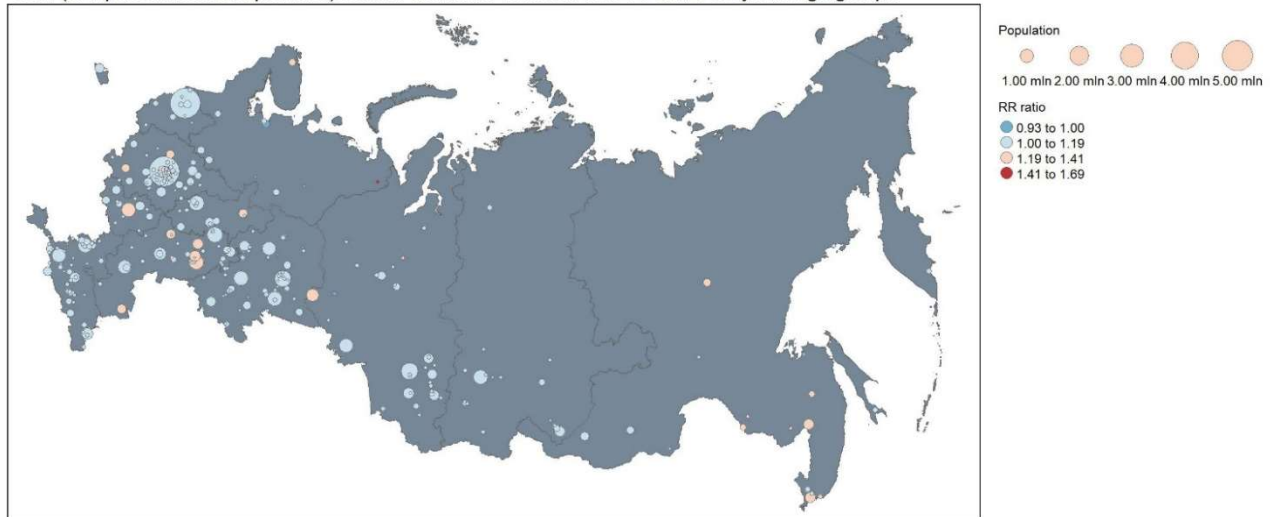 Population
1.00 mln 2.00 mln 3.00 mln 4.00 mln 5.00 mln
RR ratio
0.93 to 1.00
1.00 to 1.19
1.19 to 1.41
1.41 to 1.69